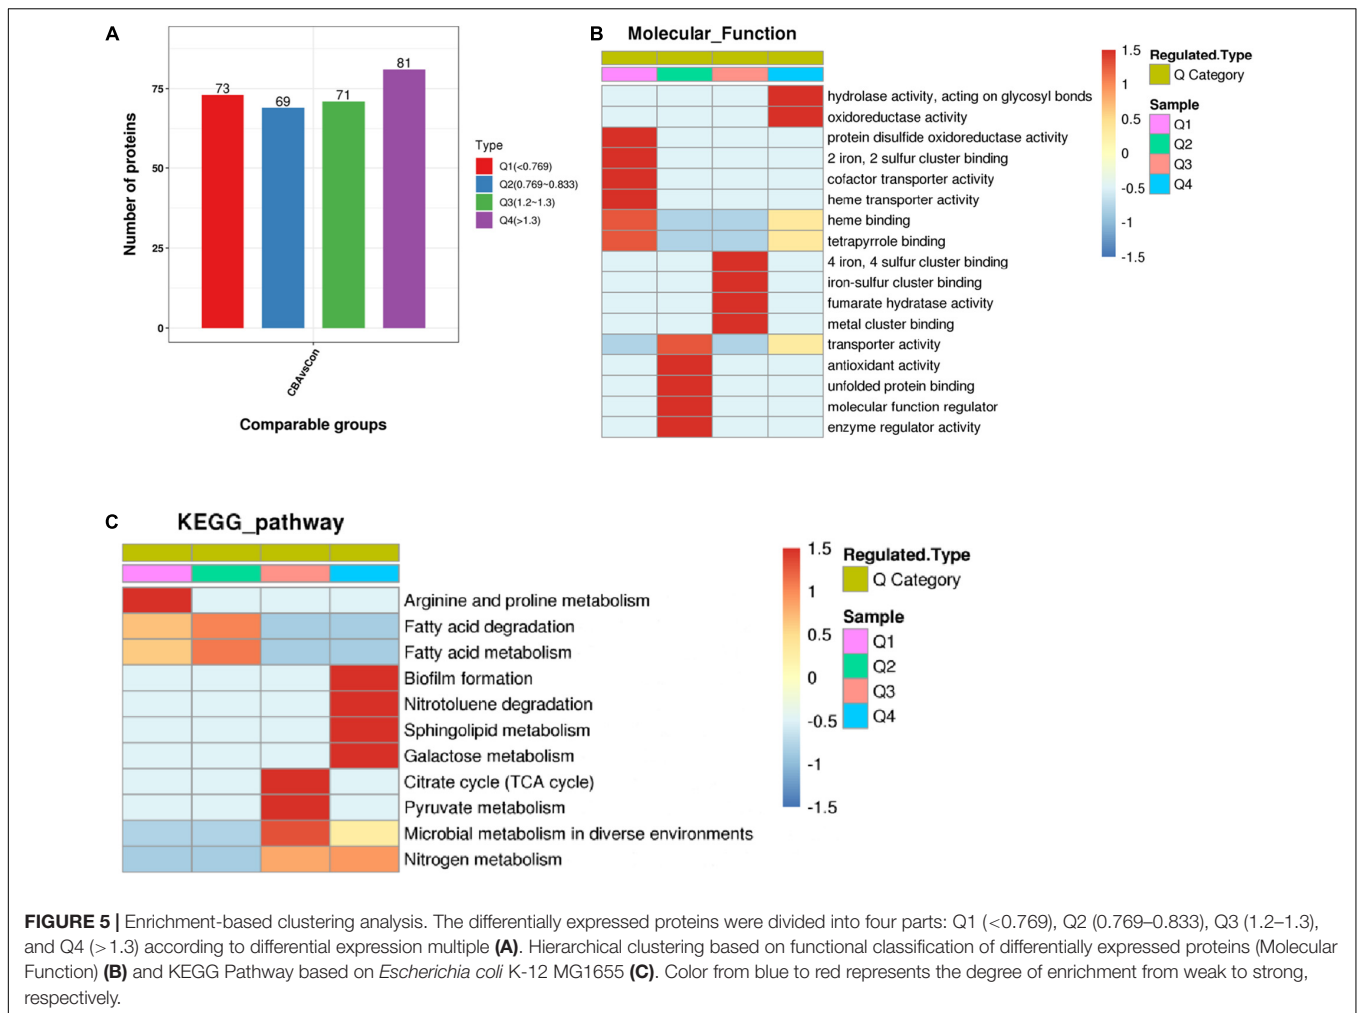 A
Number of proteins
75
50
25
0
73
69
71
81
CBAvsCon
Comparable groups
Type
Q1(<0.769)
Q2(0.769~0.833)
Q3(1.2~1.3)
Q4(>1.3)
B
Molecular_Function
hydrolase activity, acting on glycosyl bonds
oxidoreductase activity
protein disulfide oxidoreductase activity
2 iron, 2 sulfur cluster binding
cofactor transporter activity
heme transporter activity
heme binding
tetrapyrrole binding
4 iron, 4 sulfur cluster binding
iron-sulfur cluster binding
fumarate hydratase activity
metal cluster binding
transporter activity
antioxidant activity
unfolded protein binding
molecular function regulator
enzyme regulator activity
1.5
1
0.5
0
-0.5
-1
-1.5
Regulated.Type
Q Category
Sample
Q1
Q2
Q3
Q4
C
KEGG_pathway
Arginine and proline metabolism
Fatty acid degradation
Fatty acid metabolism
Biofilm formation
Nitrotoluene degradation
Sphingolipid metabolism
Galactose metabolism
Citrate cycle (TCA cycle)
Pyruvate metabolism
Microbial metabolism in diverse environments
Nitrogen metabolism
1.5
1
0.5
0
-0.5
-1
-1.5
Regulated.Type
Q Category
Sample
Q1
Q2
Q3
Q4
FIGURE 5 | Enrichment-based clustering analysis. The differentially expressed proteins were divided into four parts: Q1 (<0.769), Q2 (0.769–0.833), Q3 (1.2–1.3),
and Q4 (>1.3) according to differential expression multiple (A). Hierarchical clustering based on functional classification of differentially expressed proteins (Molecular
Function) (B) and KEGG Pathway based on Escherichia coli K-12 MG1655 (C). Color from blue to red represents the degree of enrichment from weak to strong,
respectively.